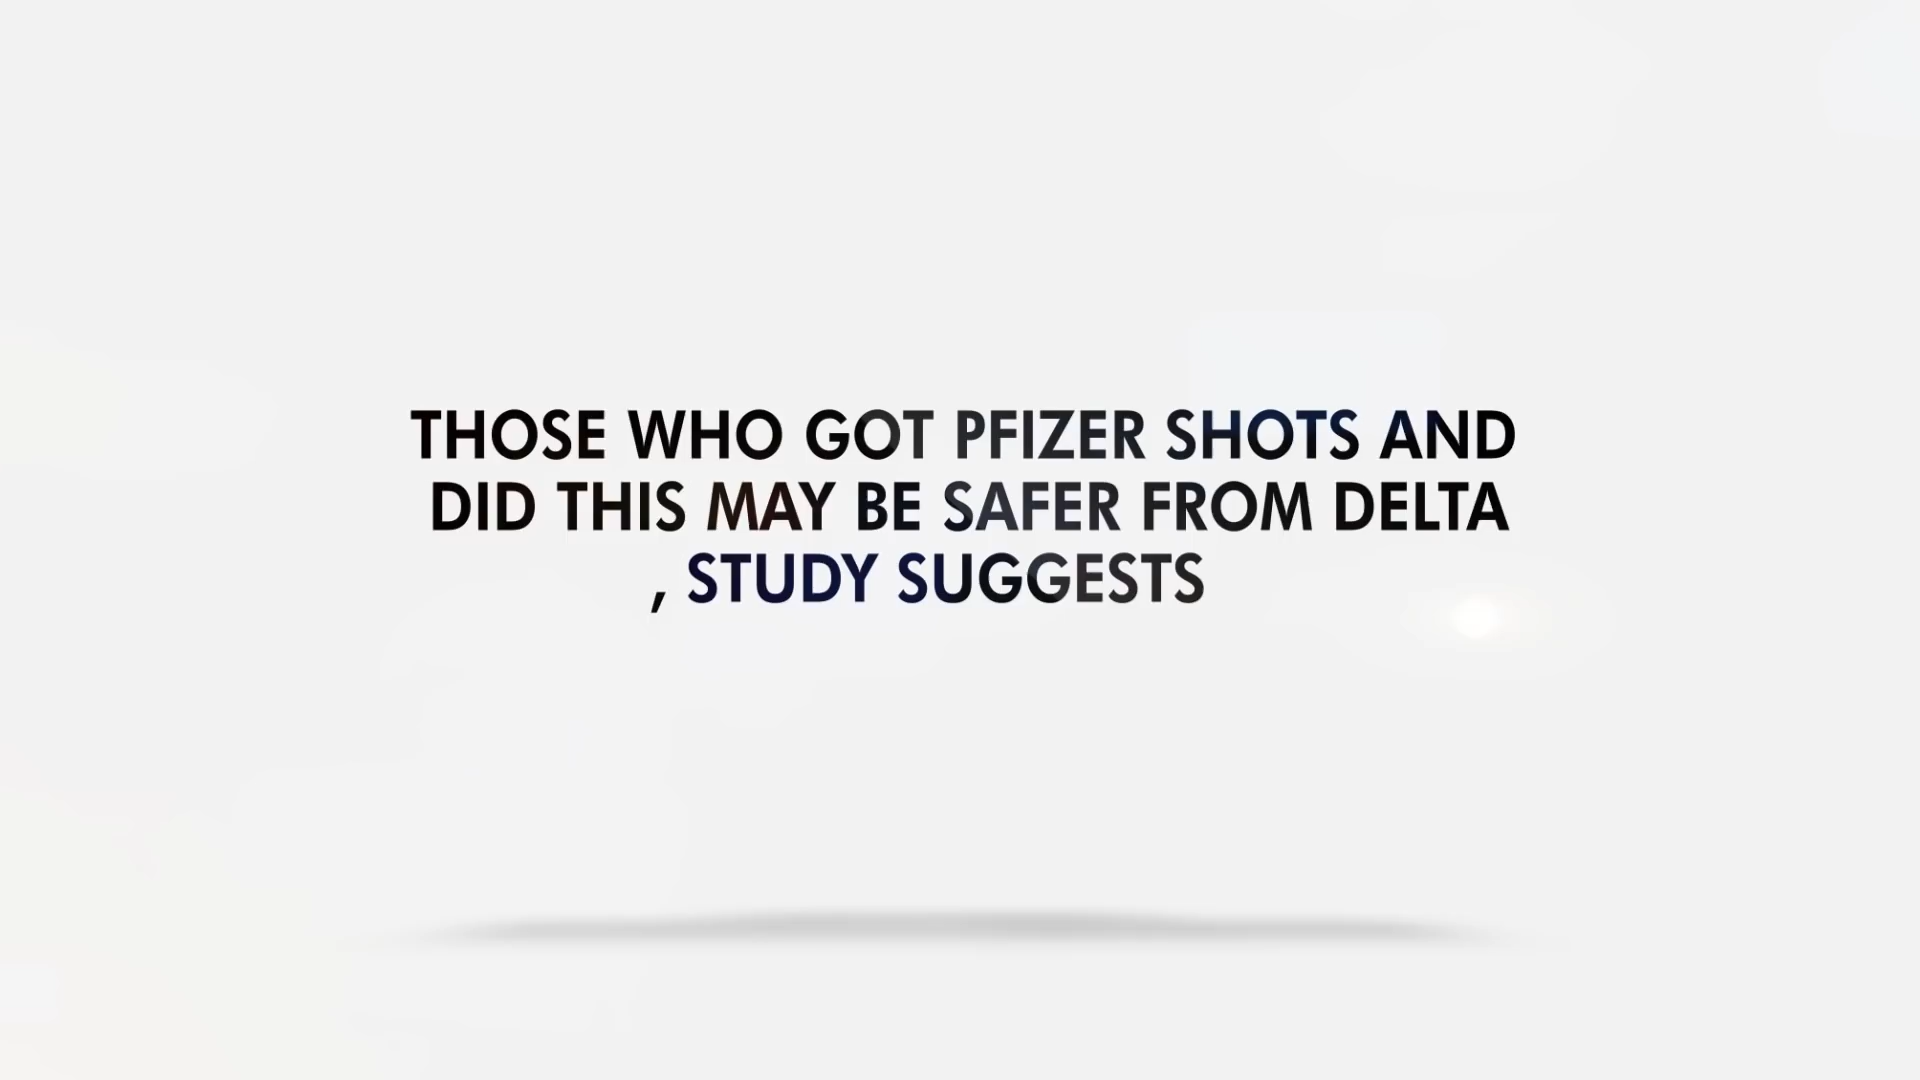 THOSE WHO GOT PFIZER SHOTS AND
DID THIS MAY BE SAFER FROM DELTA
, STUDY SUGGESTS